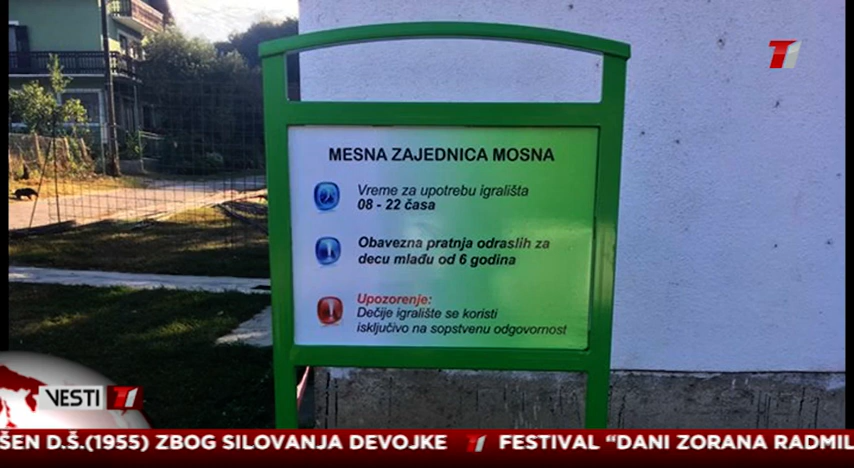 MESNA ZAJEDNICA MOSNA
Vreme za upotrebu igrališta
08 - 22 časa
Obavezna pratnja odraslih za
decu mlađu od 6 godina
Upozorenje:
Dečije igralište se koristi
isključivo na sopstvenu odgovornost
VESTI T1
ŠEN D.Š.(1955) ZBOG SILOVANJA DEVOJKE T1 FESTIVAL “DANI ZORANA RADMIL